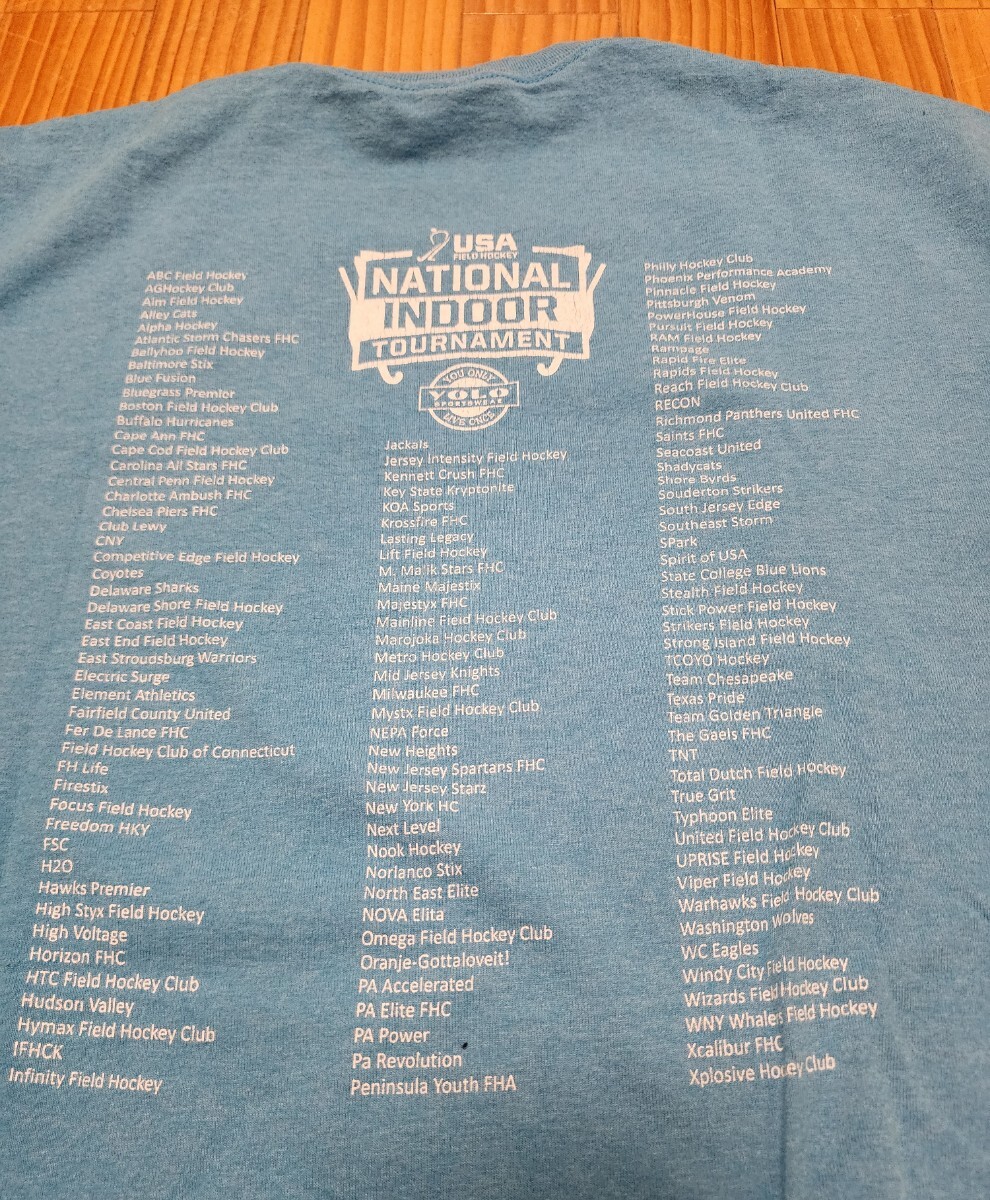 USA
FIELD HOCKEY
NATIONAL
INDOOR
TOURNAMENT
YOU ONLY
YOLO
SPORTSWEAR
LIVE ONCE
ABC Field Hockey
AGHockey Club
Aim Field Hockey
Alley Cats
Alpha Hockey
Atlantic Storm Chasers FHC
Ballyhoo Field Hockey
Baltimore Stix
Blue Fusion
Bluegrass Premier
Boston Field Hockey Club
Buffalo Hurricanes
Cape Ann FHC
Cape Cod Field Hockey Club
Carolina All Stars FHC
Central Penn Field Hockey
Charlotte Ambush FHC
Chelsea Piers FHC
Club Lewy
CNY
Competitive Edge Field Hockey
Coyotes
Delaware Sharks
Delaware Shore Field Hockey
East Coast Field Hockey
East End Field Hockey
East Stroudsburg Warriors
Electric Surge
Element Athletics
Fairfield County United
Fer De Lance FHC
Field Hockey Club of Connecticut
FH Life
Firestix
Focus Field Hockey
Freedom HKY
FSC
H2O
Hawks Premier
High Styx Field Hockey
High Voltage
Horizon FHC
HTC Field Hockey Club
Hudson Valley
Hymax Field Hockey Club
IFHCK
Infinity Field Hockey
Jackals
Jersey Intensity Field Hockey
Kennett Crush FHC
Key State Kryptonite
KOA Sports
Krossfire FHC
Lasting Legacy
Lift Field Hockey
M. Malik Stars FHC
Maine Majestix
Majestyx FHC
Mainline Field Hockey Club
Marojoka Hockey Club
Metro Hockey Club
Mid Jersey Knights
Milwaukee FHC
Mystx Field Hockey Club
NEPA Force
New Heights
New Jersey Spartans FHC
New Jersey Starz
New York HC
Next Level
Nook Hockey
Norlanco Stix
North East Elite
NOVA Elita
Omega Field Hockey Club
Oranje-Gottaloveit!
PA Accelerated
PA Elite FHC
PA Power
Pa Revolution
Peninsula Youth FHA
Philly Hockey Club
Phoenix Performance Academy
Pinnacle Field Hockey
Pittsburgh Venom
PowerHouse Field Hockey
Pursuit Field Hockey
RAM Field Hockey
Rampage
Rapid Fire Elite
Rapids Field Hockey
Reach Field Hockey Club
RECON
Richmond Panthers United FHC
Saints FHC
Seacoast United
Shadycats
Shore Byrds
Souderton Strikers
South Jersey Edge
Southeast Storm
SPark
Spirit of USA
State College Blue Lions
Stealth Field Hockey
Stick Power Field Hockey
Strikers Field Hockey
Strong Island Field Hockey
TCOYO Hockey
Team Chesapeake
Texas Pride
Team Golden Triangle
The Gaels FHC
TNT
Total Dutch Field Hockey
True Grit
Typhoon Elite
United Field Hockey Club
UPRISE Field Hockey
Viper Field Hockey
Warhawks Field Hockey Club
Washington Wolves
WC Eagles
Windy City Field Hockey
Wizards Field Hockey Club
WNY Whales Field Hockey
Xcalibur FHC
Xplosive Hockey Club